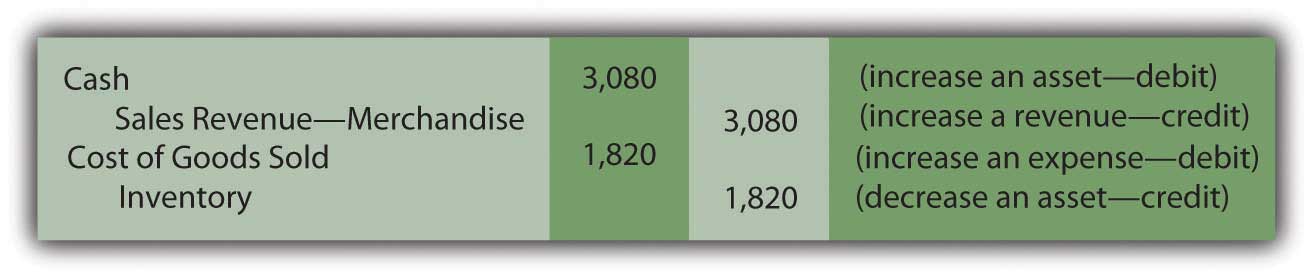 Cash 3,080 (increase an asset—debit)
Sales Revenue—Merchandise 3,080 (increase a revenue—credit)
Cost of Goods Sold 1,820 (increase an expense—debit)
Inventory 1,820 (decrease an asset—credit)